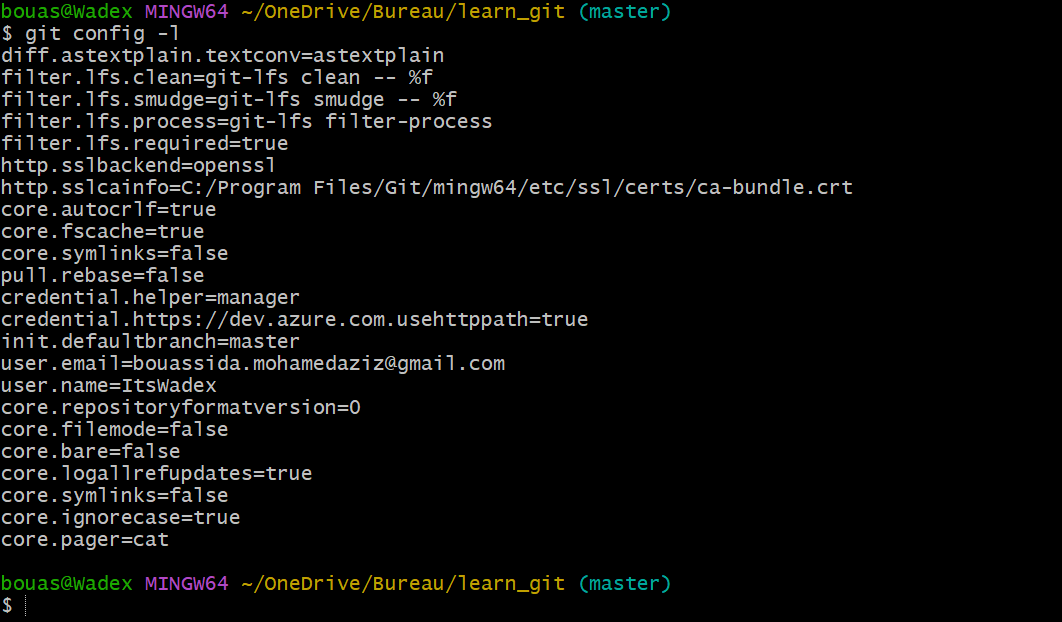 bouas@Wadex MINGW64 ~/OneDrive/Bureau/learn_git (master)
$ git config -l
diff.astextplain.textconv=astextplain
filter.lfs.clean=git-lfs clean -- %f
filter.lfs.smudge=git-lfs smudge -- %f
filter.lfs.process=git-lfs filter-process
filter.lfs.required=true
http.sslbackend=openssl
http.sslcainfo=C:/Program Files/Git/mingw64/etc/ssl/certs/ca-bundle.crt
core.autocrlf=true
core.fscache=true
core.symlinks=false
pull.rebase=false
credential.helper=manager
credential.https://dev.azure.com.usehttppath=true
init.defaultbranch=master
user.email=bouassida.mohamedaziz@gmail.com
user.name=ItsWadex
core.repositoryformatversion=0
core.filemode=false
core.bare=false
core.logallrefupdates=true
core.symlinks=false
core.ignorecase=true
core.pager=cat
bouas@Wadex MINGW64 ~/OneDrive/Bureau/learn_git (master)
$